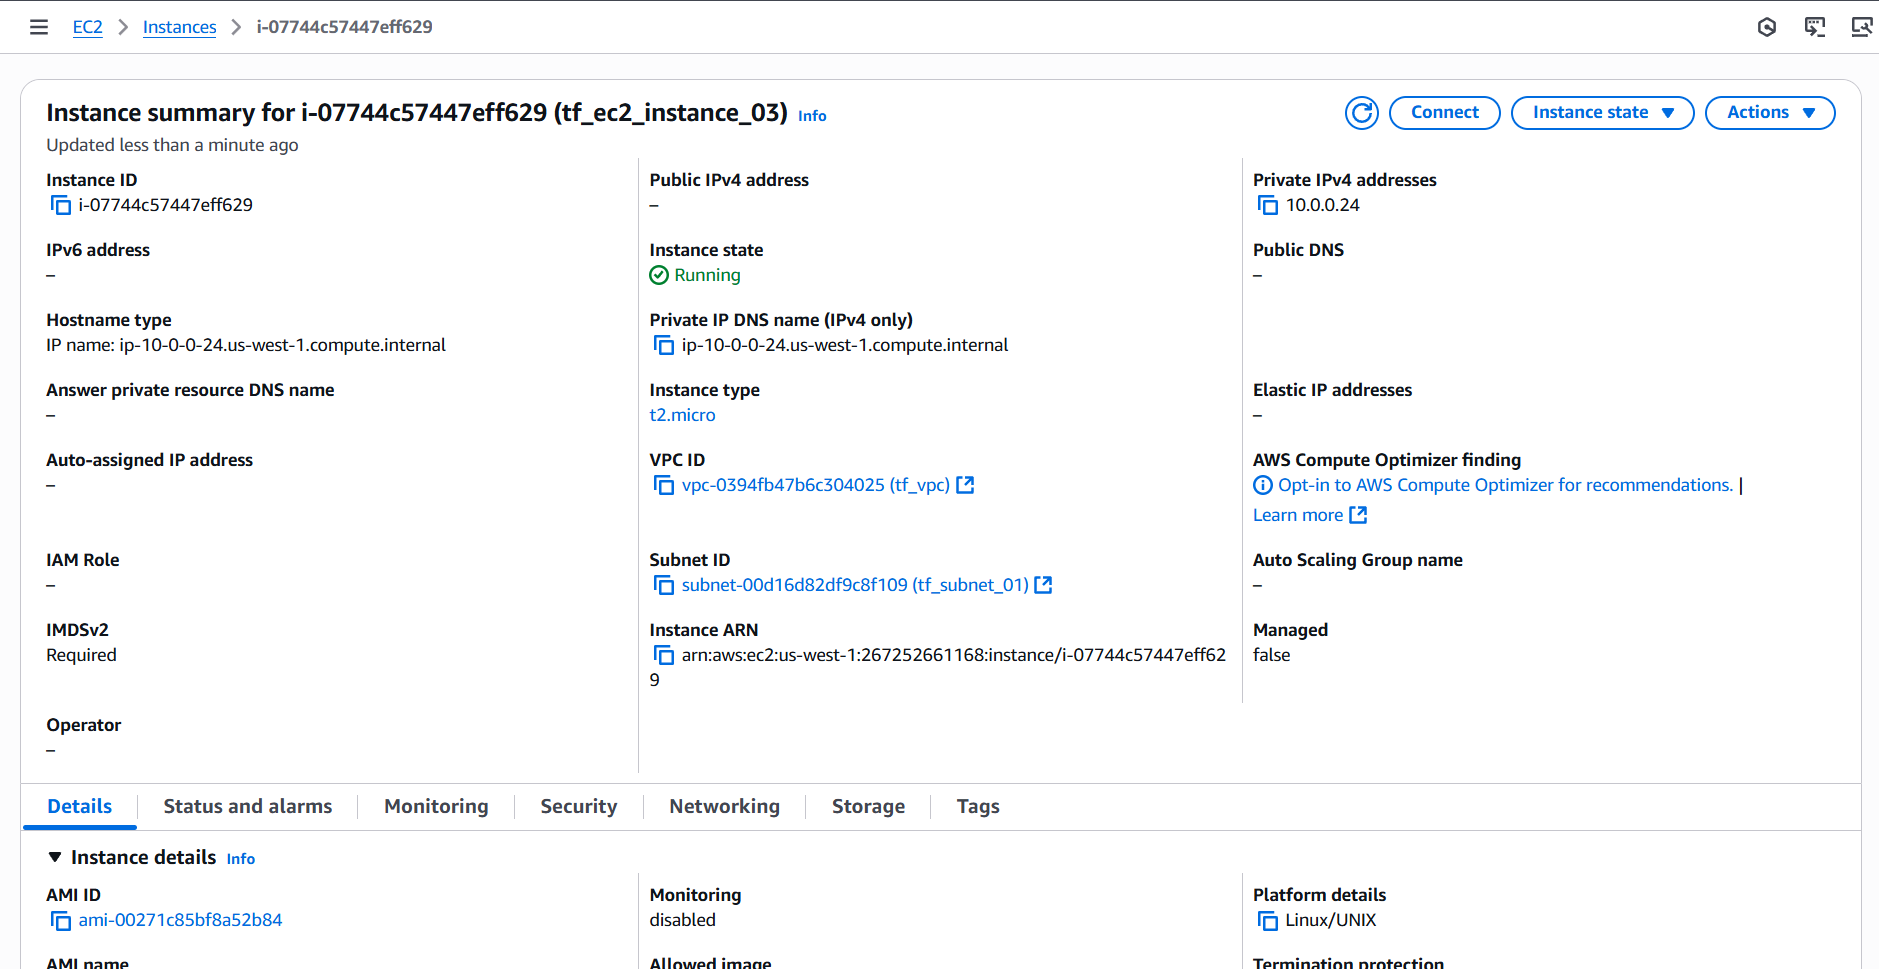 EC2 > Instances > i-07744c57447eff629
Instance summary for i-07744c57447eff629 (tf_ec2_instance_03) Info
Connect
Instance state
Actions
Updated less than a minute ago
Instance ID
i-07744c57447eff629
Public IPv4 address
–
Private IPv4 addresses
10.0.0.24
IPv6 address
–
Instance state
Running
Public DNS
–
Hostname type
IP name: ip-10-0-0-24.us-west-1.compute.internal
Private IP DNS name (IPv4 only)
ip-10-0-0-24.us-west-1.compute.internal
Answer private resource DNS name
–
Instance type
t2.micro
Elastic IP addresses
–
Auto-assigned IP address
–
VPC ID
vpc-0394fb47b6c304025 (tf_vpc)
AWS Compute Optimizer finding
Opt-in to AWS Compute Optimizer for recommendations. |
Learn more
IAM Role
–
Subnet ID
subnet-00d16d82df9c8f109 (tf_subnet_01)
Auto Scaling Group name
–
IMDSv2
Required
Instance ARN
arn:aws:ec2:us-west-1:267252661168:instance/i-07744c57447eff62
9
Managed
false
Operator
–
Details
Status and alarms
Monitoring
Security
Networking
Storage
Tags
Instance details Info
AMI ID
ami-00271c85bf8a52b84
Monitoring
disabled
Platform details
Linux/UNIX
AMI name
Allowed image
Termination protection